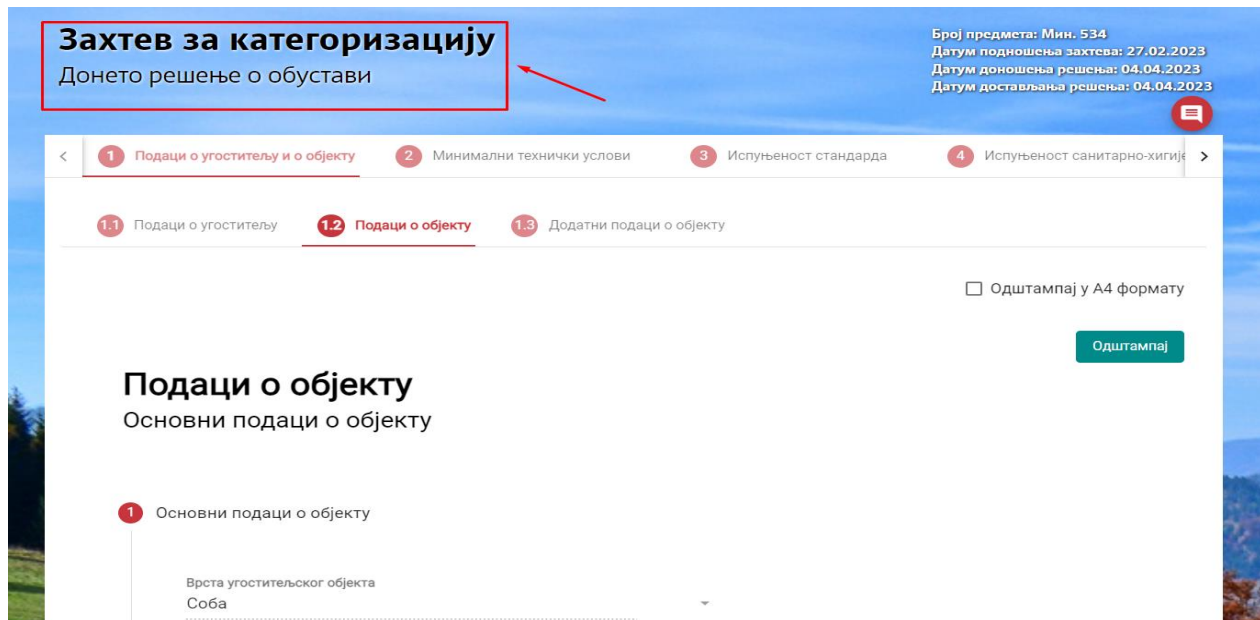 Захтев за категоризацију
Донето решење о обустави
Број предмета: Мин. 534
Датум подношења захтева: 27.02.2023
Датум доношења решења: 04.04.2023
Датум достављања решења: 04.04.2023
1 Подаци о угоститељу и о објекту 2 Минимални технички услови 3 Испуњеност стандарда 4 Испуњеност санитарно-хигије
1.1 Подаци о угоститељу 1.2 Подаци о објекту 1.3 Додатни подаци о објекту
Одштампај у А4 формату
Одштампај
Подаци о објекту
Основни подаци о објекту
1 Основни подаци о објекту
Врста угоститељског објекта
Соба